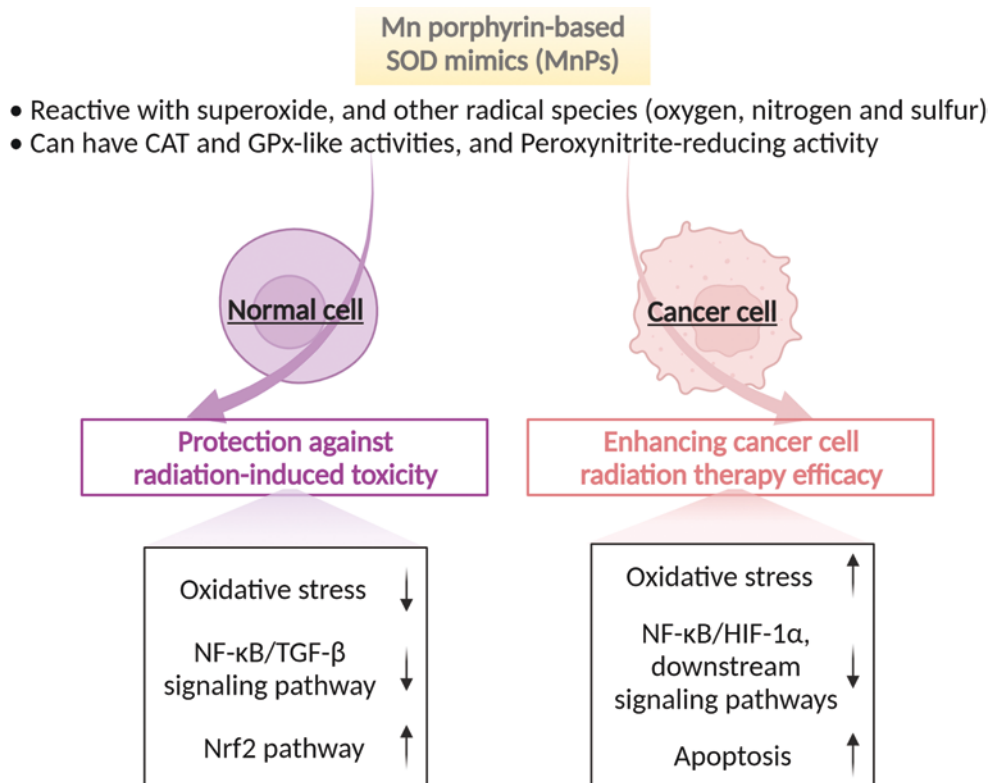 Mn porphyrin-based
SOD mimics (MnPs)
• Reactive with superoxide, and other radical species (oxygen, nitrogen and sulfur)
• Can have CAT and GPx-like activities, and Peroxynitrite-reducing activity
Normal cell
Cancer cell
Protection against
radiation-induced toxicity
Enhancing cancer cell
radiation therapy efficacy
Oxidative stress ↓
NF-κB/TGF-β
signaling pathway ↓
Nrf2 pathway ↑
Oxidative stress ↑
NF-κB/HIF-1α,
downstream ↓
signaling pathways
Apoptosis ↑